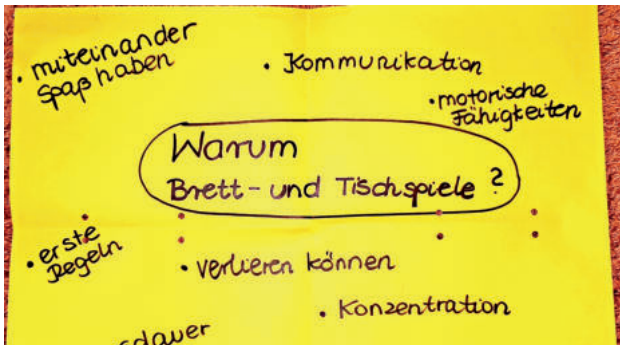 • miteinander
Spaß haben
• Kommunikation
• motorische
Fähigkeiten
Warum
Brett- und Tischspiele?
• erste
Regeln
• verlieren können
• Konzentration